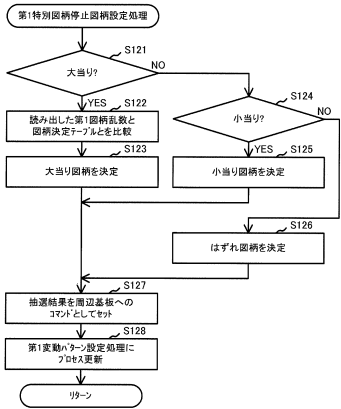 第1特別図柄停止図柄設定処理
S121
大当り?
NO
YES
S122
読み出した第1図柄乱数と
図柄決定テーブルとを比較
S123
大当り図柄を決定
S124
小当り?
NO
YES
S125
小当り図柄を決定
S126
はずれ図柄を決定
S127
抽選結果を周辺基板への
コマンドとしてセット
S128
第1変動パターン設定処理に
プロセス更新
リターン